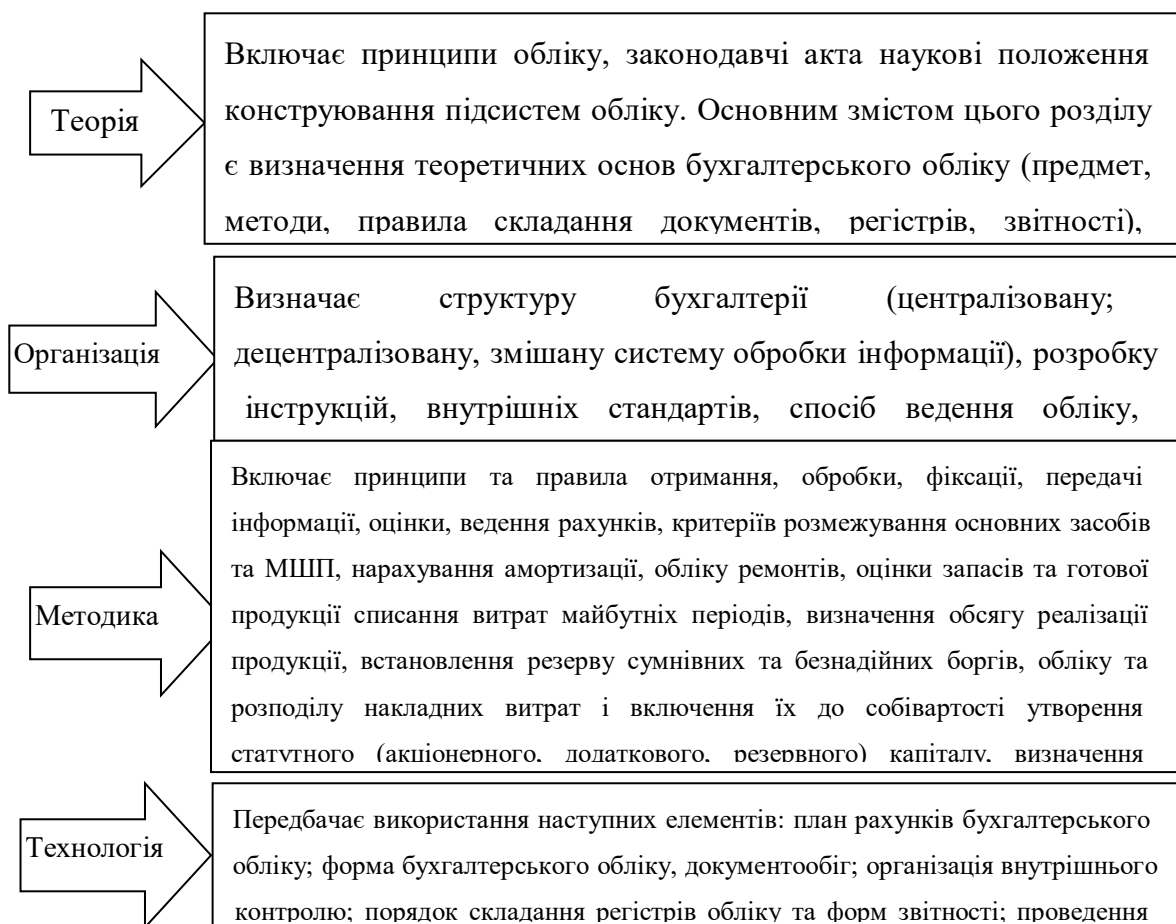 Теорія
Включає принципи обліку, законодавчі акта наукові положення
конструювання підсистем обліку. Основним змістом цього розділу
є визначення теоретичних основ бухгалтерського обліку (предмет,
методи, правила складання документів, регістрів, звітності),
Організація
Визначає структуру бухгалтерії (централізовану;
децентралізовану, змішану систему обробки інформації), розробку
інструкцій, внутрішніх стандартів, спосіб ведення обліку,
Методика
Включає принципи та правила отримання, обробки, фіксації, передачі
інформації, оцінки, ведення рахунків, критеріїв розмежування основних засобів
та МШП, нарахування амортизації, обліку ремонтів, оцінки запасів та готової
продукції списання витрат майбутніх періодів, визначення обсягу реалізації
продукції, встановлення резерву сумнівних та безнадійних боргів, обліку та
розподілу накладних витрат і включення їх до собівартості утворення
статутного (акціонерного, додаткового, резервного) капіталу, визначення
Технологія
Передбачає використання наступних елементів: план рахунків бухгалтерського
обліку; форма бухгалтерського обліку, документообіг; організація внутрішнього
контролю; порядок складання регістрів обліку та форм звітності; проведення